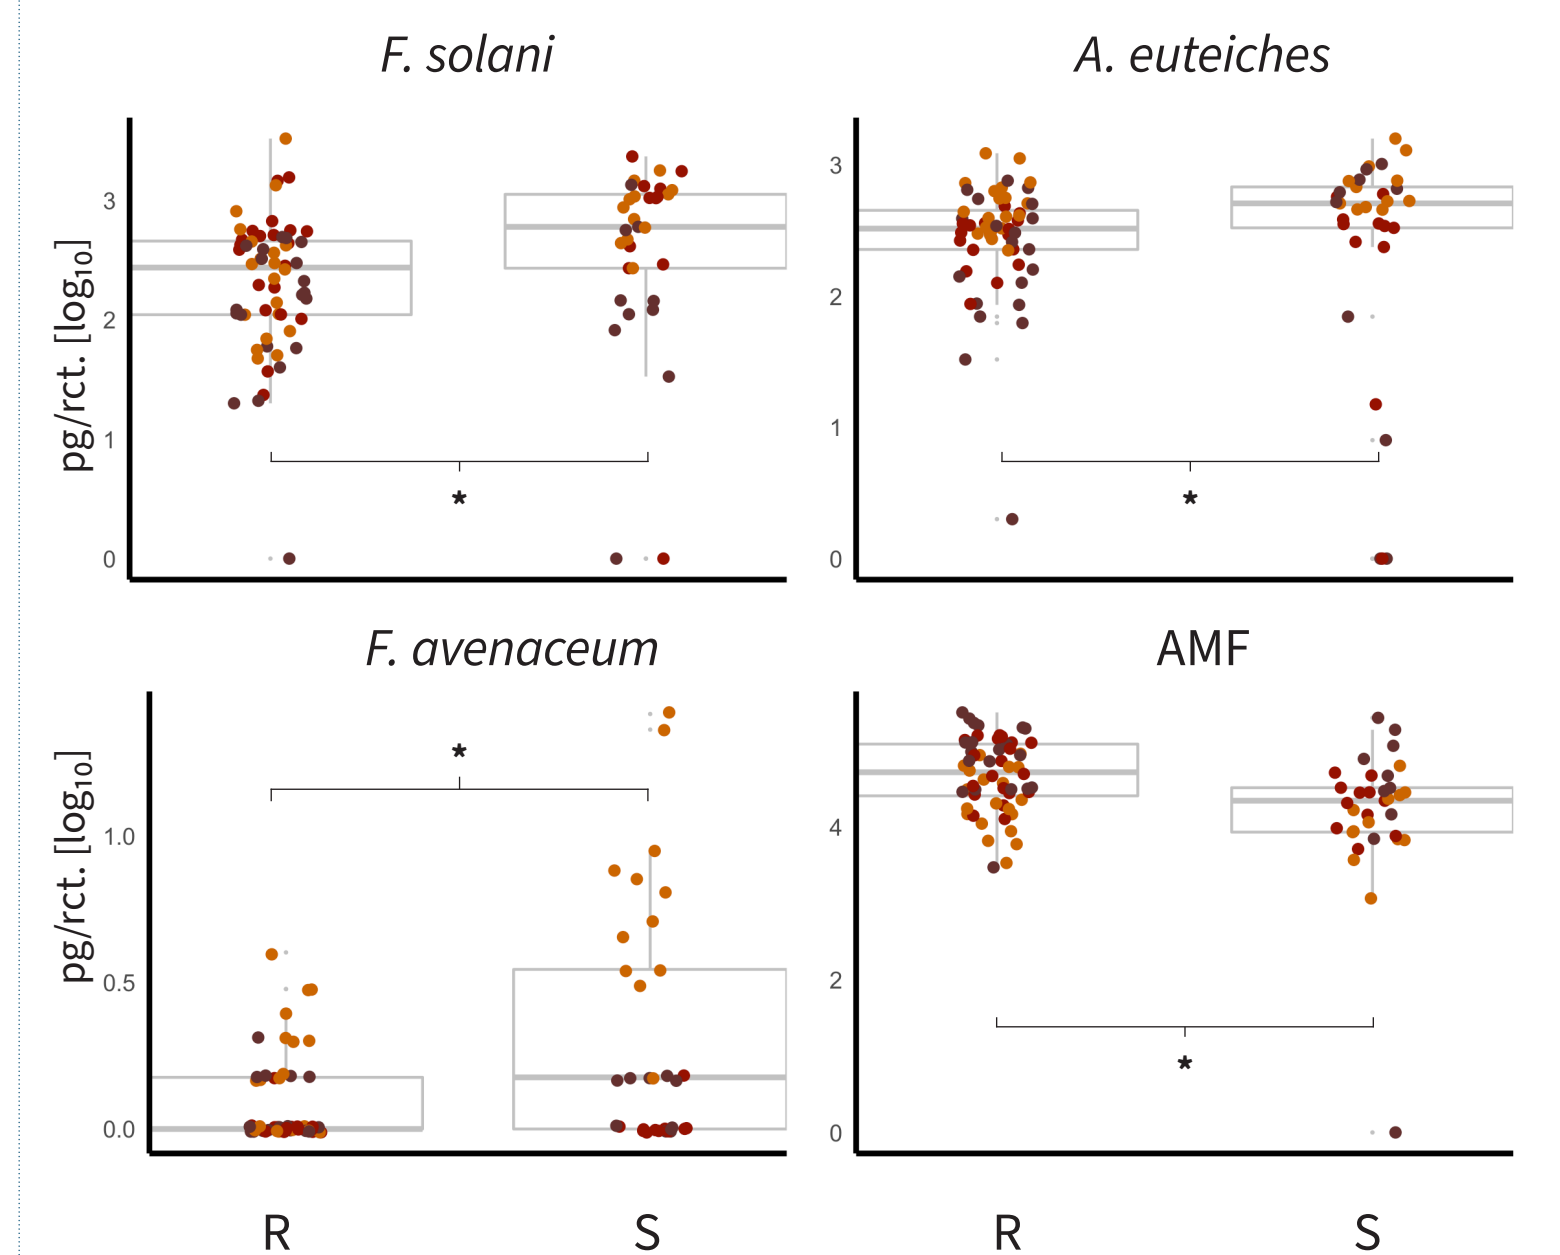 F. solani
A. euteiches
pg/rct. [log₁₀]
3
2
1
0
*
3
2
1
0
*
F. avenaceum
AMF
pg/rct. [log₁₀]
1.0
0.5
0.0
*
4
2
0
*
R
S
R
S